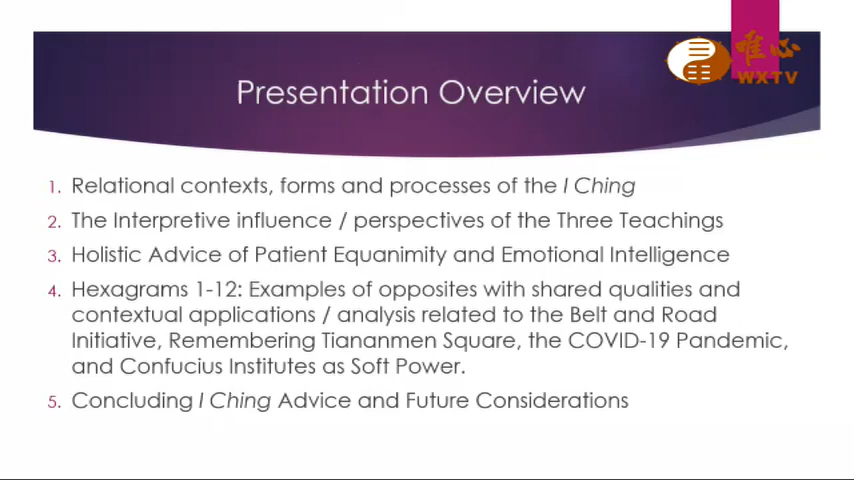 唯心
WXTV
Presentation Overview
1. Relational contexts, forms and processes of the I Ching
2. The Interpretive influence / perspectives of the Three Teachings
3. Holistic Advice of Patient Equanimity and Emotional Intelligence
4. Hexagrams 1-12: Examples of opposites with shared qualities and
contextual applications / analysis related to the Belt and Road
Initiative, Remembering Tiananmen Square, the COVID-19 Pandemic,
and Confucius Institutes as Soft Power.
5. Concluding I Ching Advice and Future Considerations